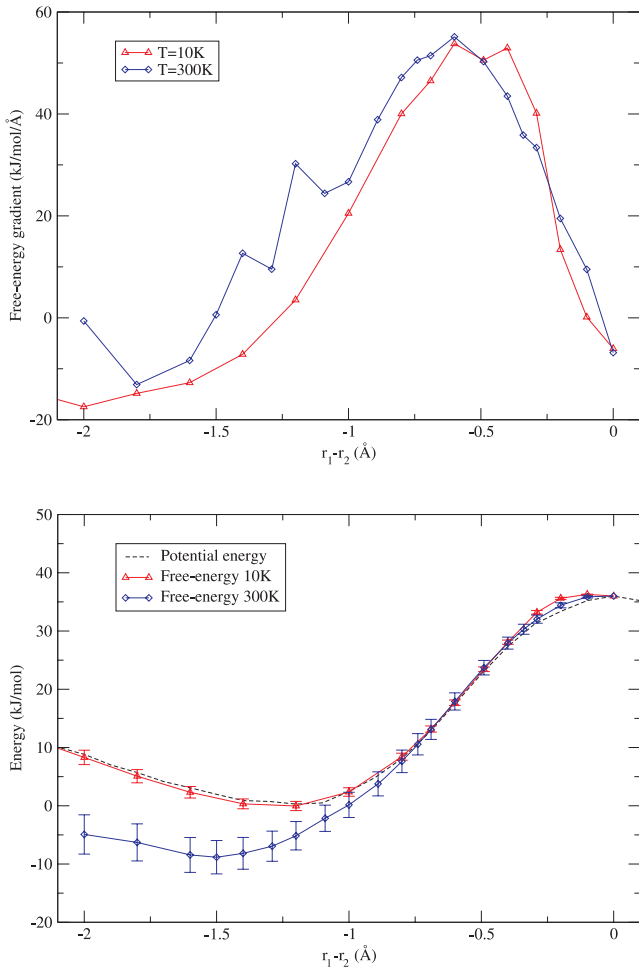 60
40
20
0
-20
Free-energy gradient (kJ/mol/Å)
T=10K
T=300K
-2
-1.5
-1
-0.5
0
r1-r2 (Å)
50
40
30
20
10
0
-10
-20
Energy (kJ/mol)
Potential energy
Free-energy 10K
Free-energy 300K
-2
-1.5
-1
-0.5
0
r1-r2 (Å)